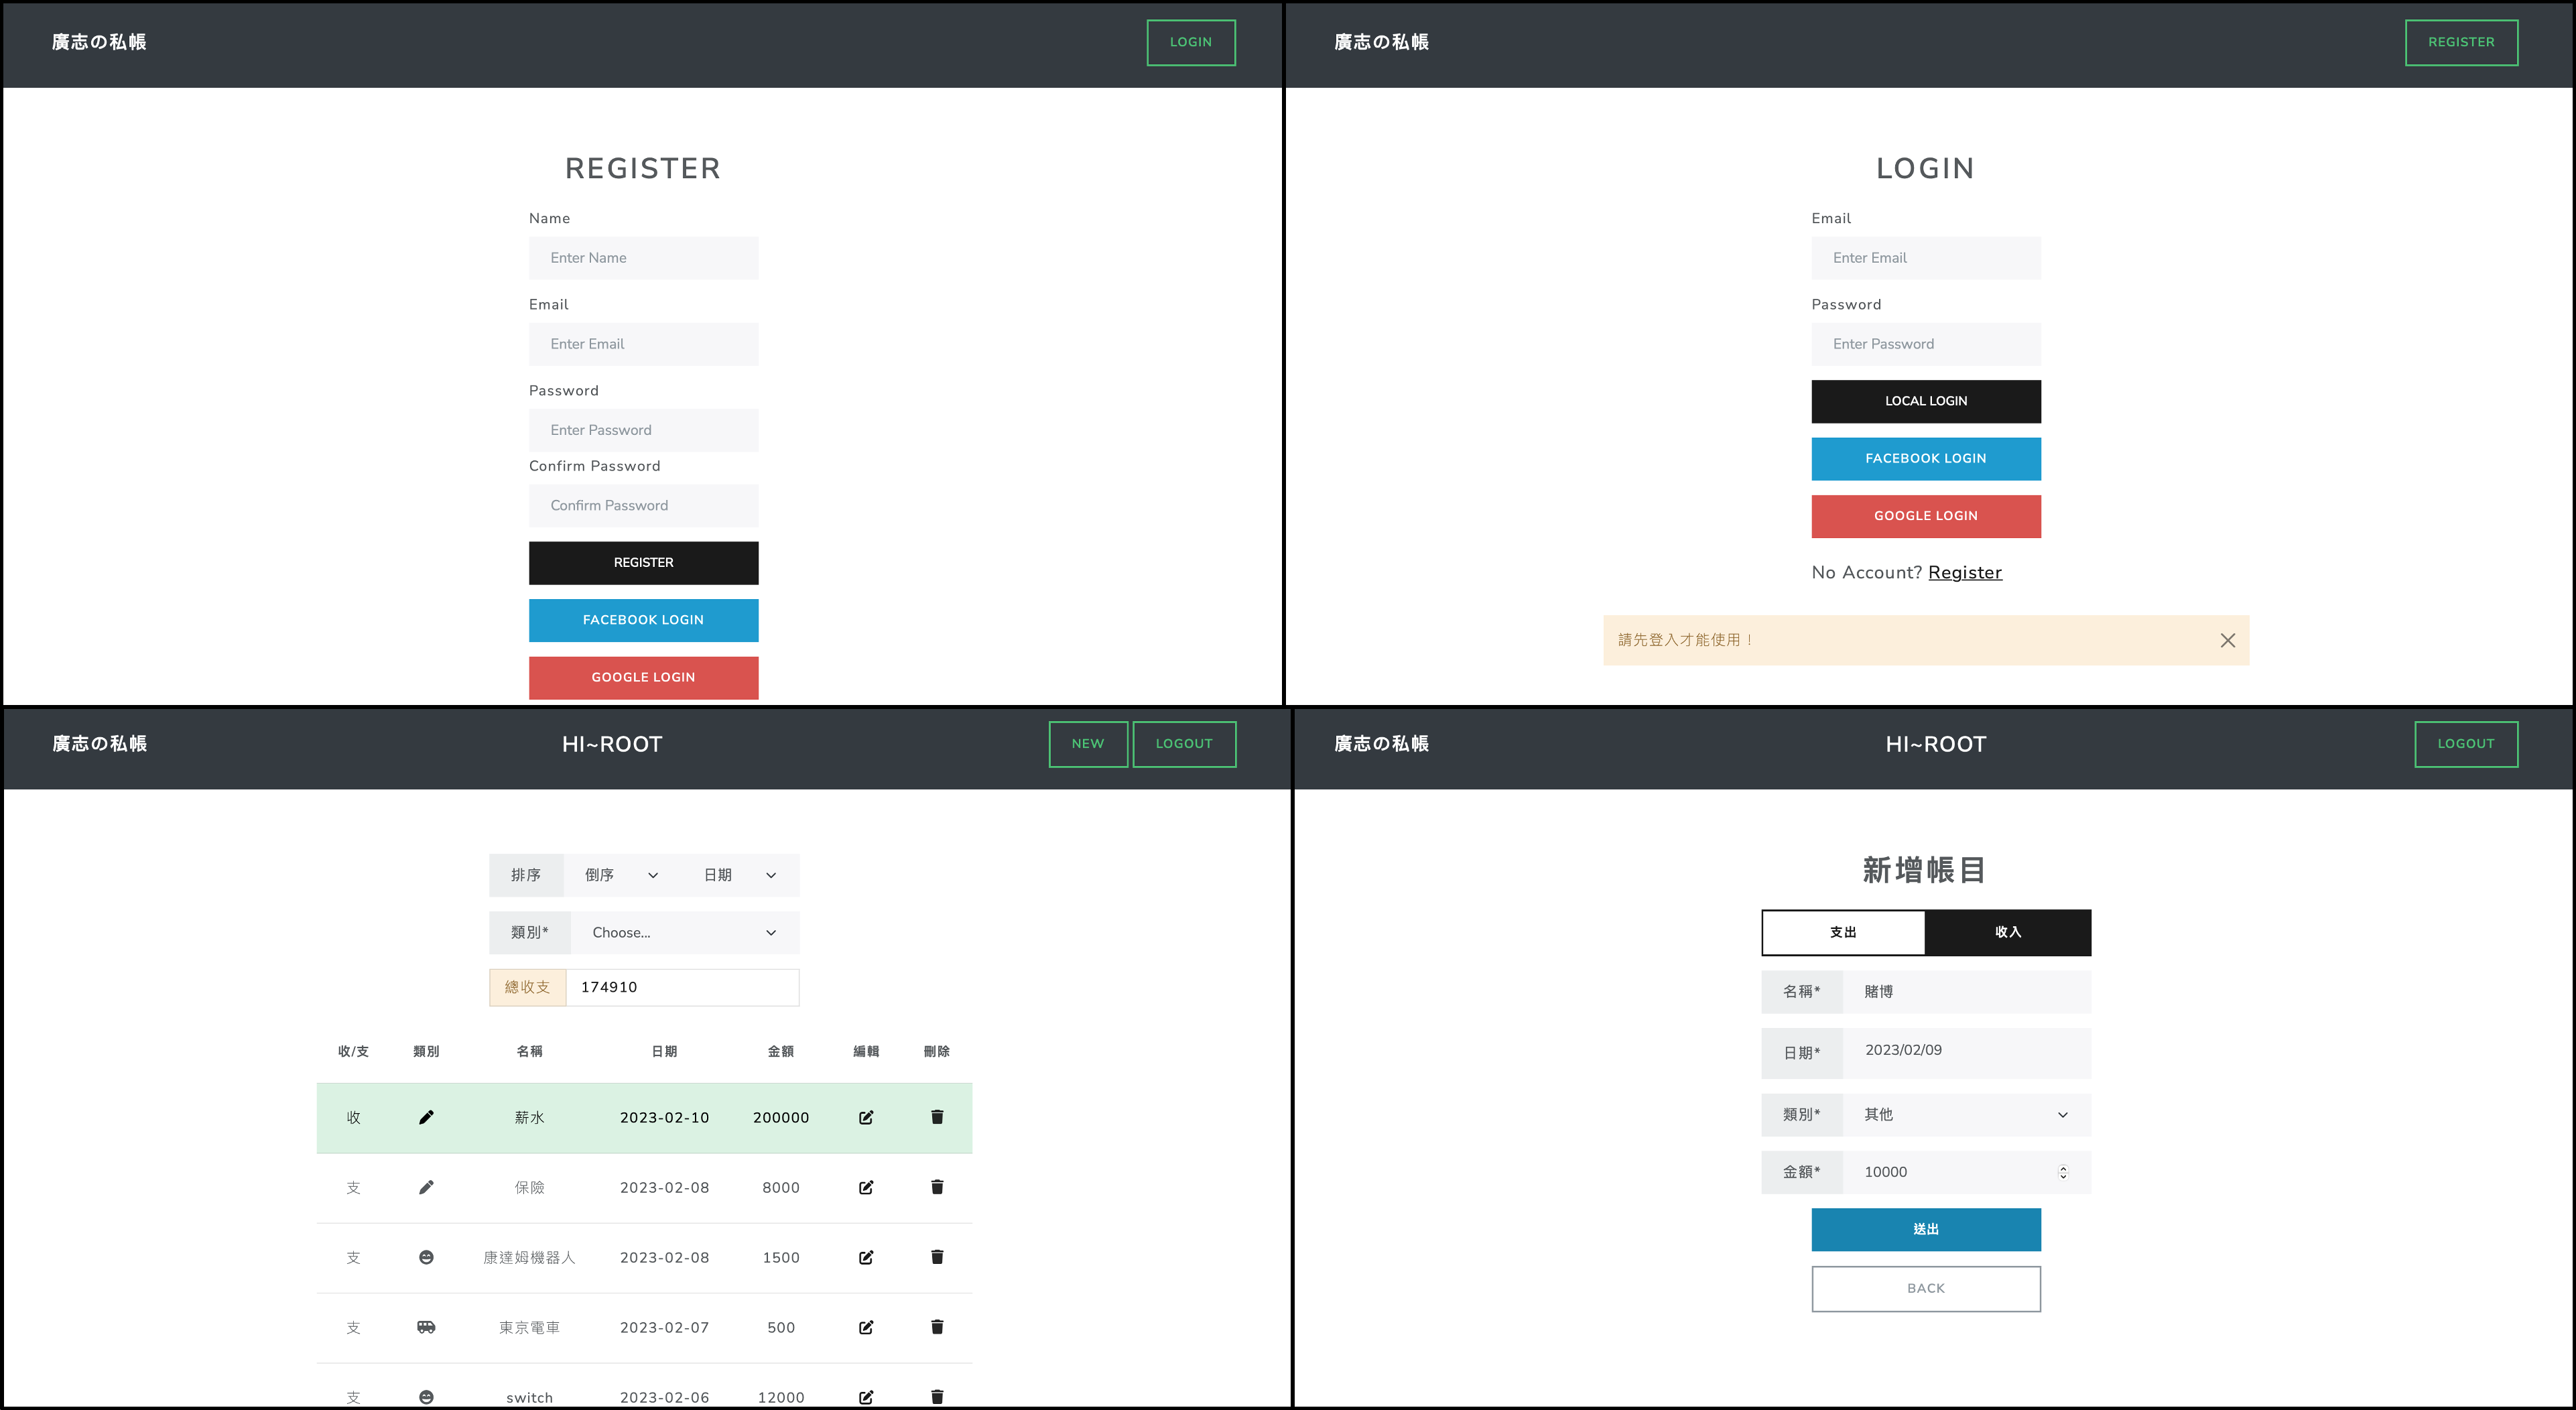 廣志の私帳
LOGIN
REGISTER
Name
Enter Name
Email
Enter Email
Password
Enter Password
Confirm Password
Confirm Password
REGISTER
FACEBOOK LOGIN
GOOGLE LOGIN
廣志の私帳
REGISTER
LOGIN
Email
Enter Email
Password
Enter Password
LOCAL LOGIN
FACEBOOK LOGIN
GOOGLE LOGIN
No Account? Register
請先登入才能使用！
廣志の私帳 HI~ROOT NEW LOGOUT
排序 倒序 日期
類別* Choose...
總收支 174910
收/支 類別 名稱 日期 金額 編輯 刪除
收 薪水 2023-02-10 200000
支 保險 2023-02-08 8000
支 康達姆機器人 2023-02-08 1500
支 東京電車 2023-02-07 500
支 switch 2023-02-06 12000
廣志の私帳 HI~ROOT LOGOUT
新增帳目
支出 收入
名稱* 賭博
日期* 2023/02/09
類別* 其他
金額* 10000
送出
BACK